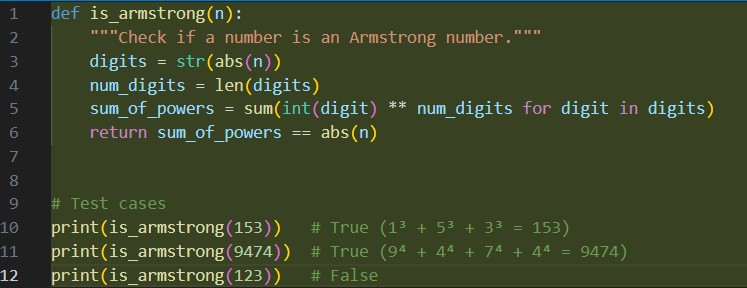 1 def is_armstrong(n):
2     """Check if a number is an Armstrong number."""
3     digits = str(abs(n))
4     num_digits = len(digits)
5     sum_of_powers = sum(int(digit) ** num_digits for digit in digits)
6     return sum_of_powers == abs(n)
7
8
9 # Test cases
10 print(is_armstrong(153))   # True (1³ + 5³ + 3³ = 153)
11 print(is_armstrong(9474))  # True (9⁴ + 4⁴ + 7⁴ + 4⁴ = 9474)
12 print(is_armstrong(123))   # False